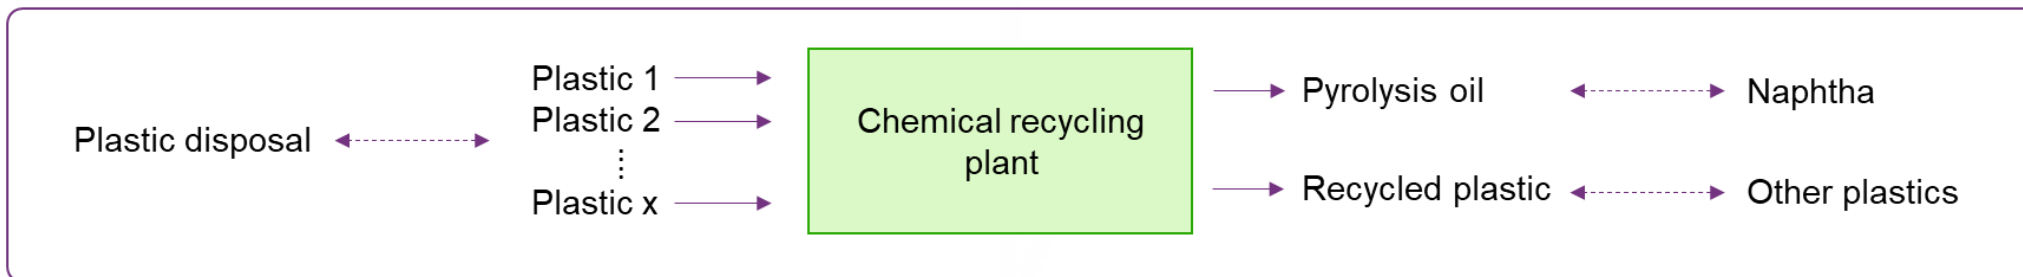 Plastic disposal
Plastic 1
Plastic 2
Plastic x
Chemical recycling
plant
Pyrolysis oil
Recycled plastic
Naphtha
Other plastics